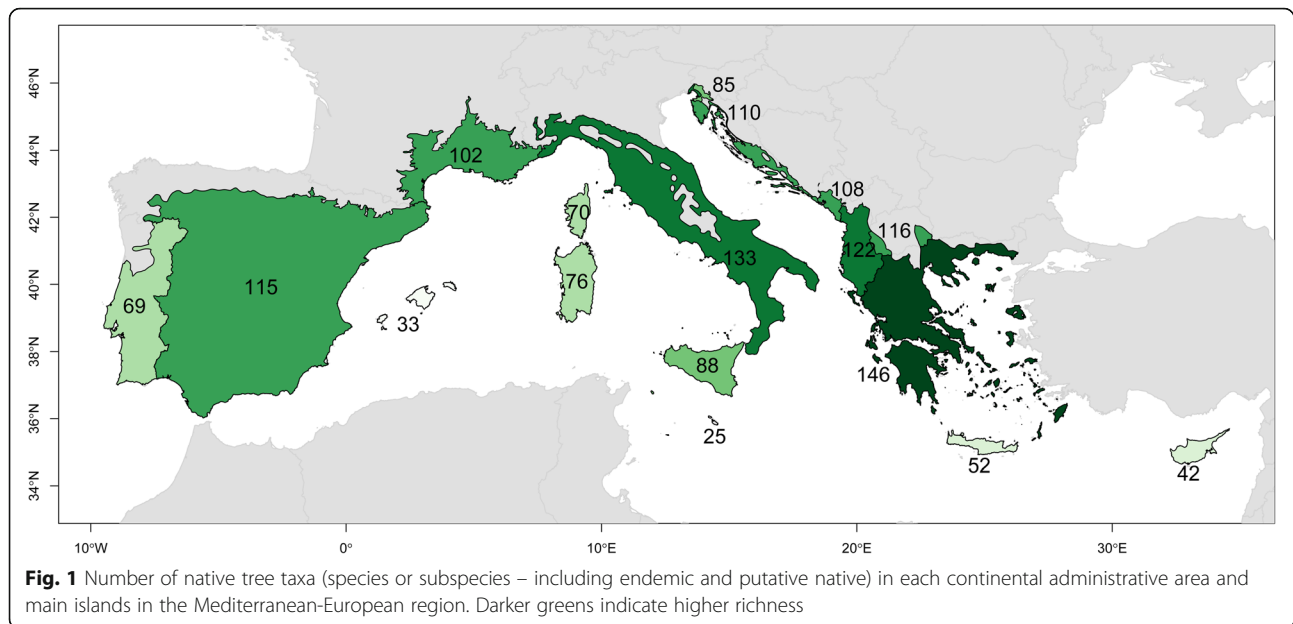 46°N
44°N
42°N
40°N
38°N
36°N
34°N
85
110
102
108
70
116
133
122
76
115
69
33
88
146
25
52
42
10°W
0°
10°E
20°E
30°E
Fig. 1 Number of native tree taxa (species or subspecies – including endemic and putative native) in each continental administrative area and
main islands in the Mediterranean-European region. Darker greens indicate higher richness